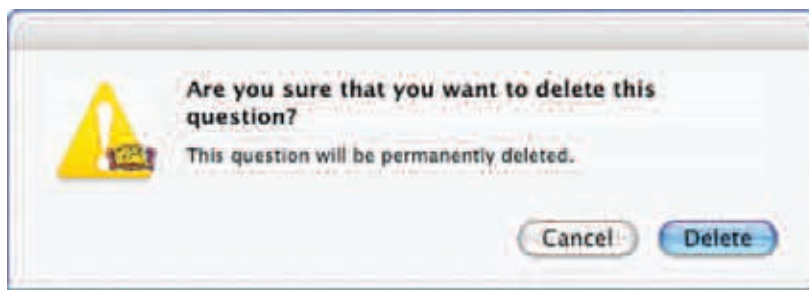 Are you sure that you want to delete this
question?
This question will be permanently deleted.
Cancel Delete